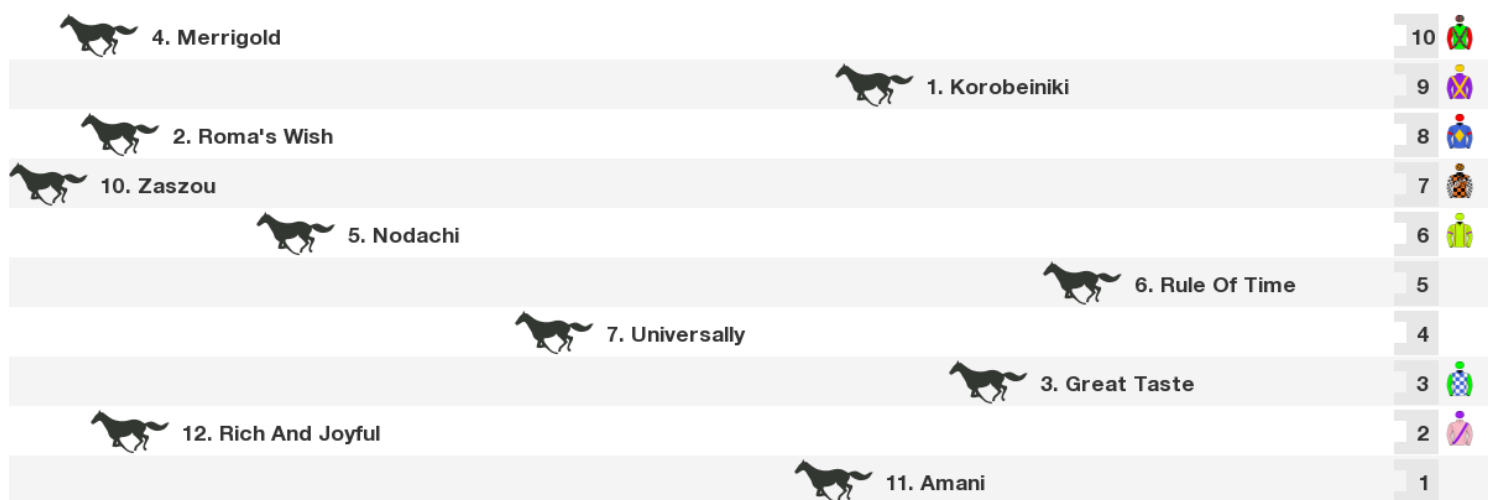 4. Merrigold 10
1. Korobeiniki 9
2. Roma's Wish 8
10. Zaszou 7
5. Nodachi 6
6. Rule Of Time 5
7. Universally 4
3. Great Taste 3
12. Rich And Joyful 2
11. Amani 1